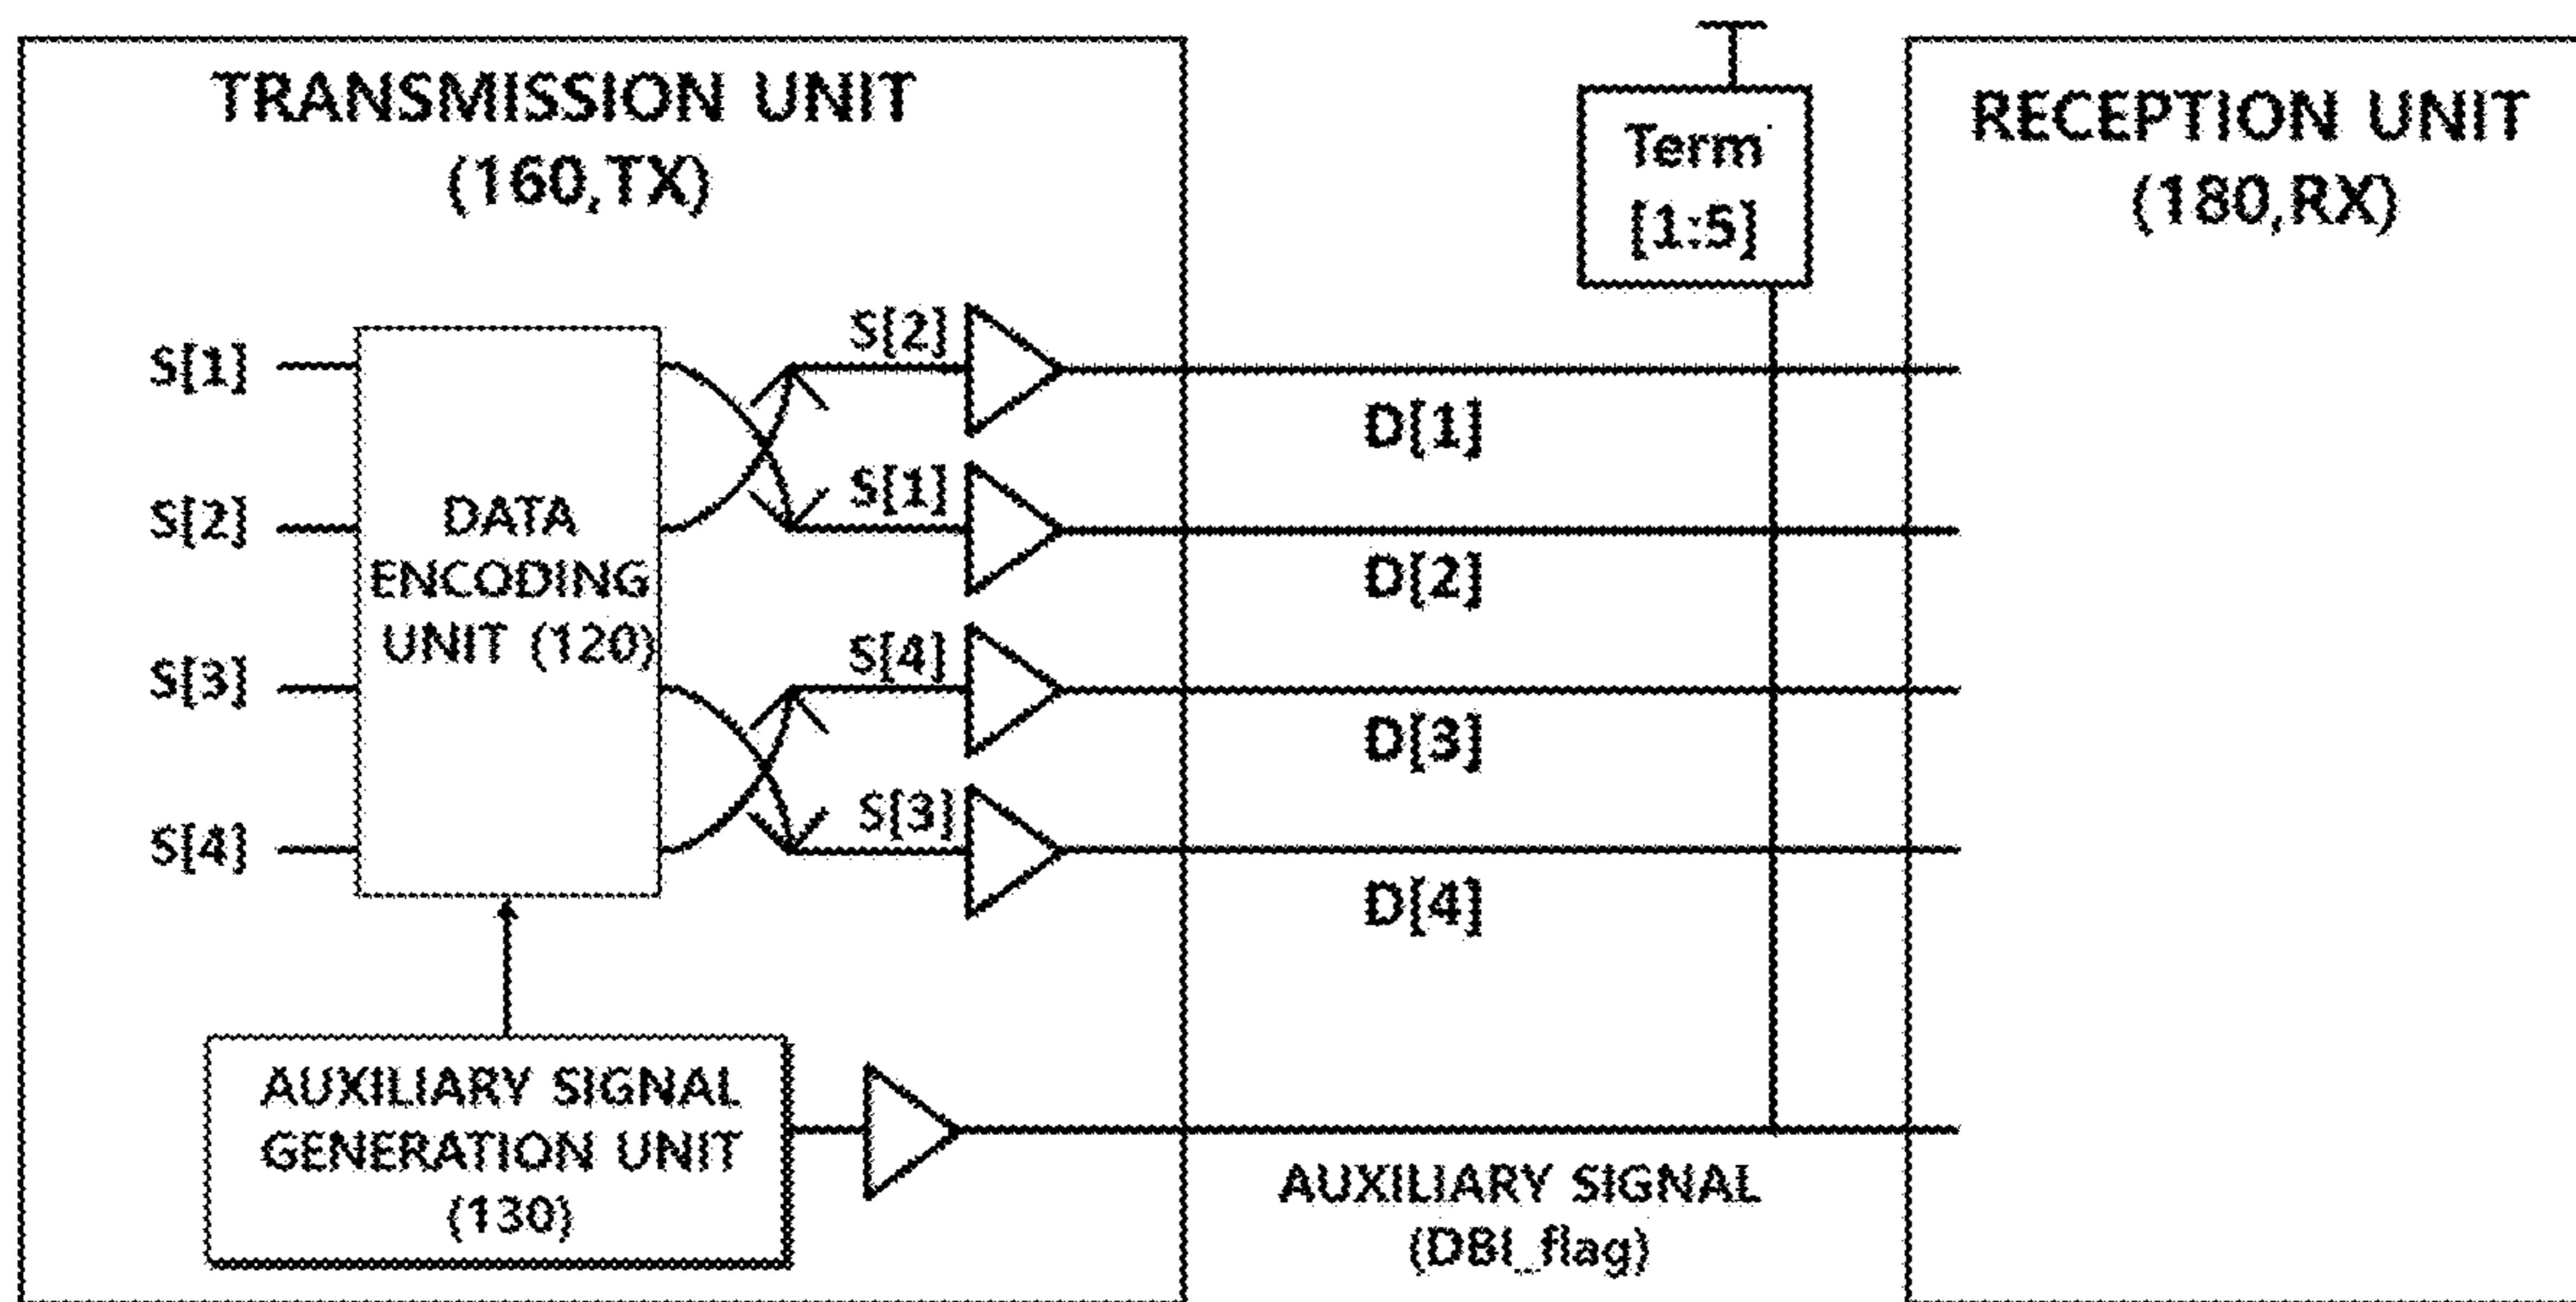 TRANSMISSION UNIT
(160,TX)
Term
[1:5]
RECEPTION UNIT
(180,RX)
S[1]
S[2]
S[3]
S[4]
DATA
ENCODING
UNIT (120)
S[2]
S[1]
S[4]
S[3]
D[1]
D[2]
D[3]
D[4]
AUXILIARY SIGNAL
GENERATION UNIT
(130)
AUXILIARY SIGNAL
(DBI_flag)